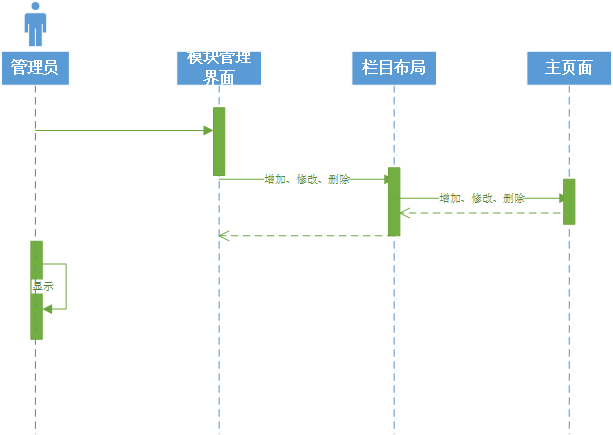 管理员
模块管理
界面
栏目布局
主页面
增加、修改、删除
增加、修改、删除
显示